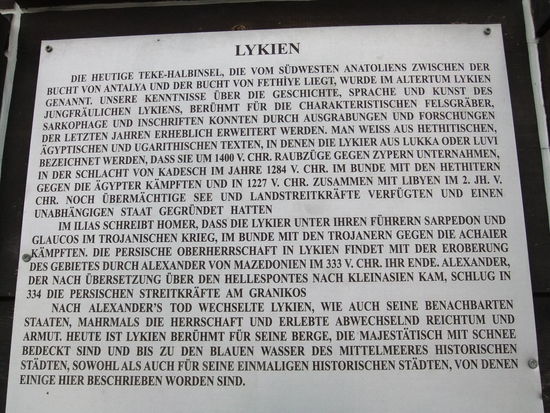 LYKIEN
DIE HEUTIGE TEKE-HALBINSEL, DIE VOM SÜDWESTEN ANATOLIENS ZWISCHEN DER
BUCHT VON ANTALYA UND DER BUCHT VON FETHİYE LIEGT, WURDE IM ALTERTUM LYKIEN
GENANNT. UNSERE KENNTNISSE ÜBER DIE GESCHICHTE, SPRACHE UND KUNST DES
JUNGFRÄULICHEN LYKIENS, BERÜHMT FÜR DIE CHARAKTERISTISCHEN FELSGRÄBER,
SARKOPHAGE UND INSCHRIFTEN KONNTEN DURCH AUSGRABUNGEN UND FORSCHUNGEN
DER LETZTEN JAHREN ERHEBLICH ERWEITERT WERDEN. MAN WEISS AUS HETHITISCHEN,
ÄGYPTISCHEN UND UGARITHISCHEN TEXTEN, IN DENEN DIE LYKIER AUS LUKKA ODER LUVI
BEZEICHNET WERDEN, DASS SIE UM 1400 V. CHR. RAUBZÜGE GEGEN ZYPERN UNTERNAHMEN,
IN DER SCHLACHT VON KADESCH IM JAHRE 1284 V. CHR. IM BUNDE MIT DEN HETHITERN
GEGEN DIE ÄGYPTER KÄMPFTEN UND IN 1227 V. CHR. ZUSAMMEN MIT LIBYEN IM 2. JH. V.
CHR. NOCH ÜBERMÄCHTIGE SEE UND LANDSTREITKRÄFTE VERFÜGTEN UND EINEN
UNABHÄNGIGEN STAAT GEGRÜNDET HATTEN
IM ILIAS SCHREIBT HOMER, DASS DIE LYKIER UNTER IHREN FÜHRERN SARPEDON UND
GLAUCOS IM TROJANISCHEN KRIEG, IM BUNDE MIT DEN TROJANERN GEGEN DIE ACHAIER
KÄMPFTEN. DIE PERSISCHE OBERHERRSCHAFT IN LYKIEN FINDET MIT DER EROBERUNG
DES GEBIETES DURCH ALEXANDER VON MAZEDONIEN IM 333 V. CHR. IHR ENDE. ALEXANDER,
DER NACH ÜBERSETZUNG ÜBER DEN HELLESPONTES NACH KLEINASIEN KAM, SCHLUG IN
334 DIE PERSISCHEN STREITKRÄFTE AM GRANIKOS
NACH ALEXANDER'S TOD WECHSELTE LYKIEN, WIE AUCH SEINE BENACHBARTEN
STAATEN, MAHRMALS DIE HERRSCHAFT UND ERLEBTE ABWECHSELND REICHTUM UND
ARMUT. HEUTE IST LYKIEN BERÜHMT FÜR SEINE BERGE, DIE MAJESTÄTISCH MIT SCHNEE
BEDECKT SIND UND BIS ZU DEN BLAUEN WASSER DES MITTELMEERES HISTORISCHEN
STÄDTEN, SOWOHL ALS AUCH FÜR SEINE EINMALIGEN HISTORISCHEN STÄDTEN, VON DENEN
EINIGE HIER BESCHRIEBEN WORDEN SIND.